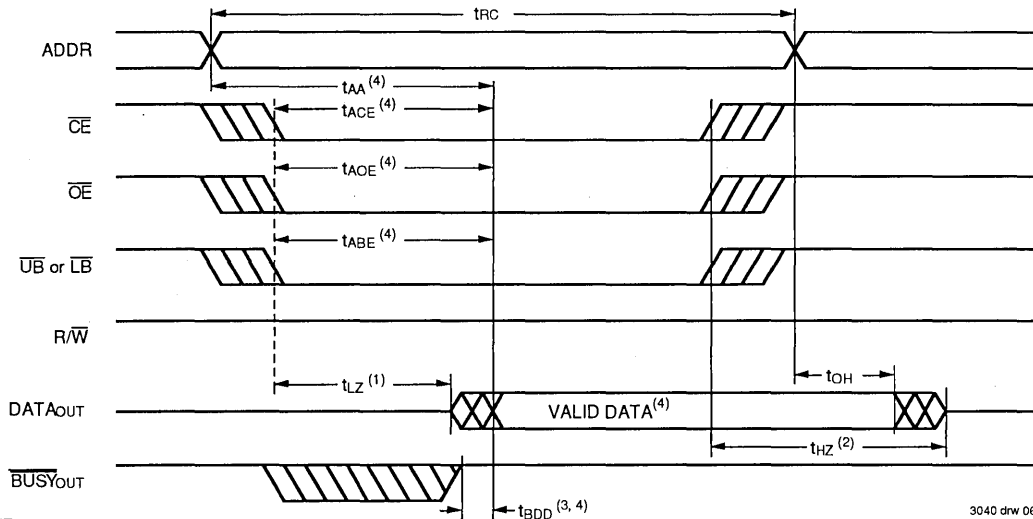 tRC
ADDR
tAA (4)
tACE (4)
CE
tAOE (4)
OE
tABE (4)
UB or LB
R/W
tOH
tLZ (1)
DATAOUT
VALID DATA(4)
tHZ (2)
BUSYOUT
tBDD (3, 4)
3040 drw 06